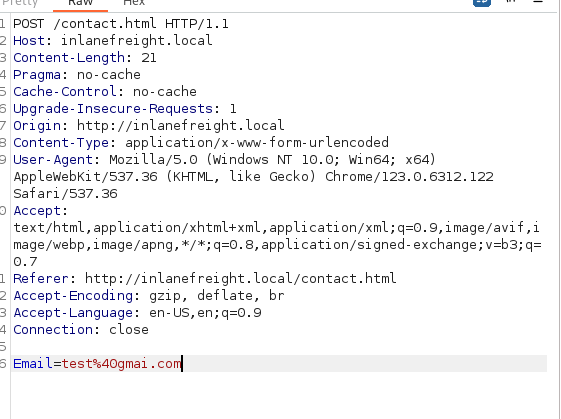 Pretty Raw Hex
1 POST /contact.html HTTP/1.1
2 Host: inlanefreight.local
3 Content-Length: 21
4 Pragma: no-cache
5 Cache-Control: no-cache
6 Upgrade-Insecure-Requests: 1
7 Origin: http://inlanefreight.local
8 Content-Type: application/x-www-form-urlencoded
9 User-Agent: Mozilla/5.0 (Windows NT 10.0; Win64; x64)
AppleWebKit/537.36 (KHTML, like Gecko) Chrome/123.0.6312.122
Safari/537.36
0 Accept:
text/html,application/xhtml+xml,application/xml;q=0.9,image/avif,i
mage/webp,image/apng,*/*;q=0.8,application/signed-exchange;v=b3;q=
0.7
1 Referer: http://inlanefreight.local/contact.html
2 Accept-Encoding: gzip, deflate, br
3 Accept-Language: en-US,en;q=0.9
4 Connection: close
5
6 Email=test%40gmai.com